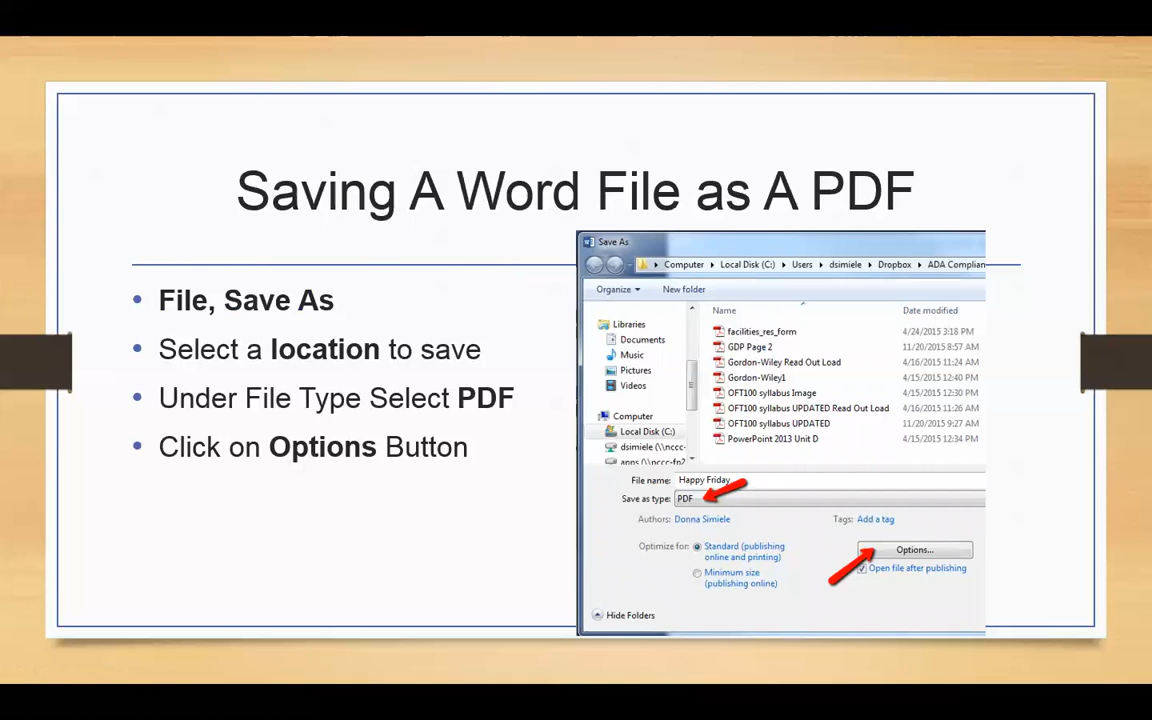 Saving A Word File as A PDF
• File, Save As
• Select a location to save
• Under File Type Select PDF
• Click on Options Button
Save As
Computer Local Disk (C:) Users dsimiele Dropbox ADA Complian
Organize New folder
Name Date modified
Libraries
Documents
Music
Pictures
Videos
Computer
Local Disk (C:)
dsimiele (\\nccc-
apps (\\nccc-fp2
facilities_res_form 4/24/2015 3:18 PM
GDP Page 2 11/20/2015 8:57 AM
Gordon-Wiley Read Out Load 4/16/2015 11:24 AM
Gordon-Wiley1 4/15/2015 12:40 PM
OFT100 syllabus Image 4/15/2015 12:30 PM
OFT100 syllabus UPDATED Read Out Load 4/16/2015 11:26 AM
OFT100 syllabus UPDATED 11/20/2015 9:27 AM
PowerPoint 2013 Unit D 4/15/2015 12:34 PM
File name: Happy Friday
Save as type: PDF
Authors: Donna Simiele Tags: Add a tag
Optimize for: Standard (publishing
online and printing)
Minimum size
(publishing online)
Options...
Open file after publishing
Hide Folders